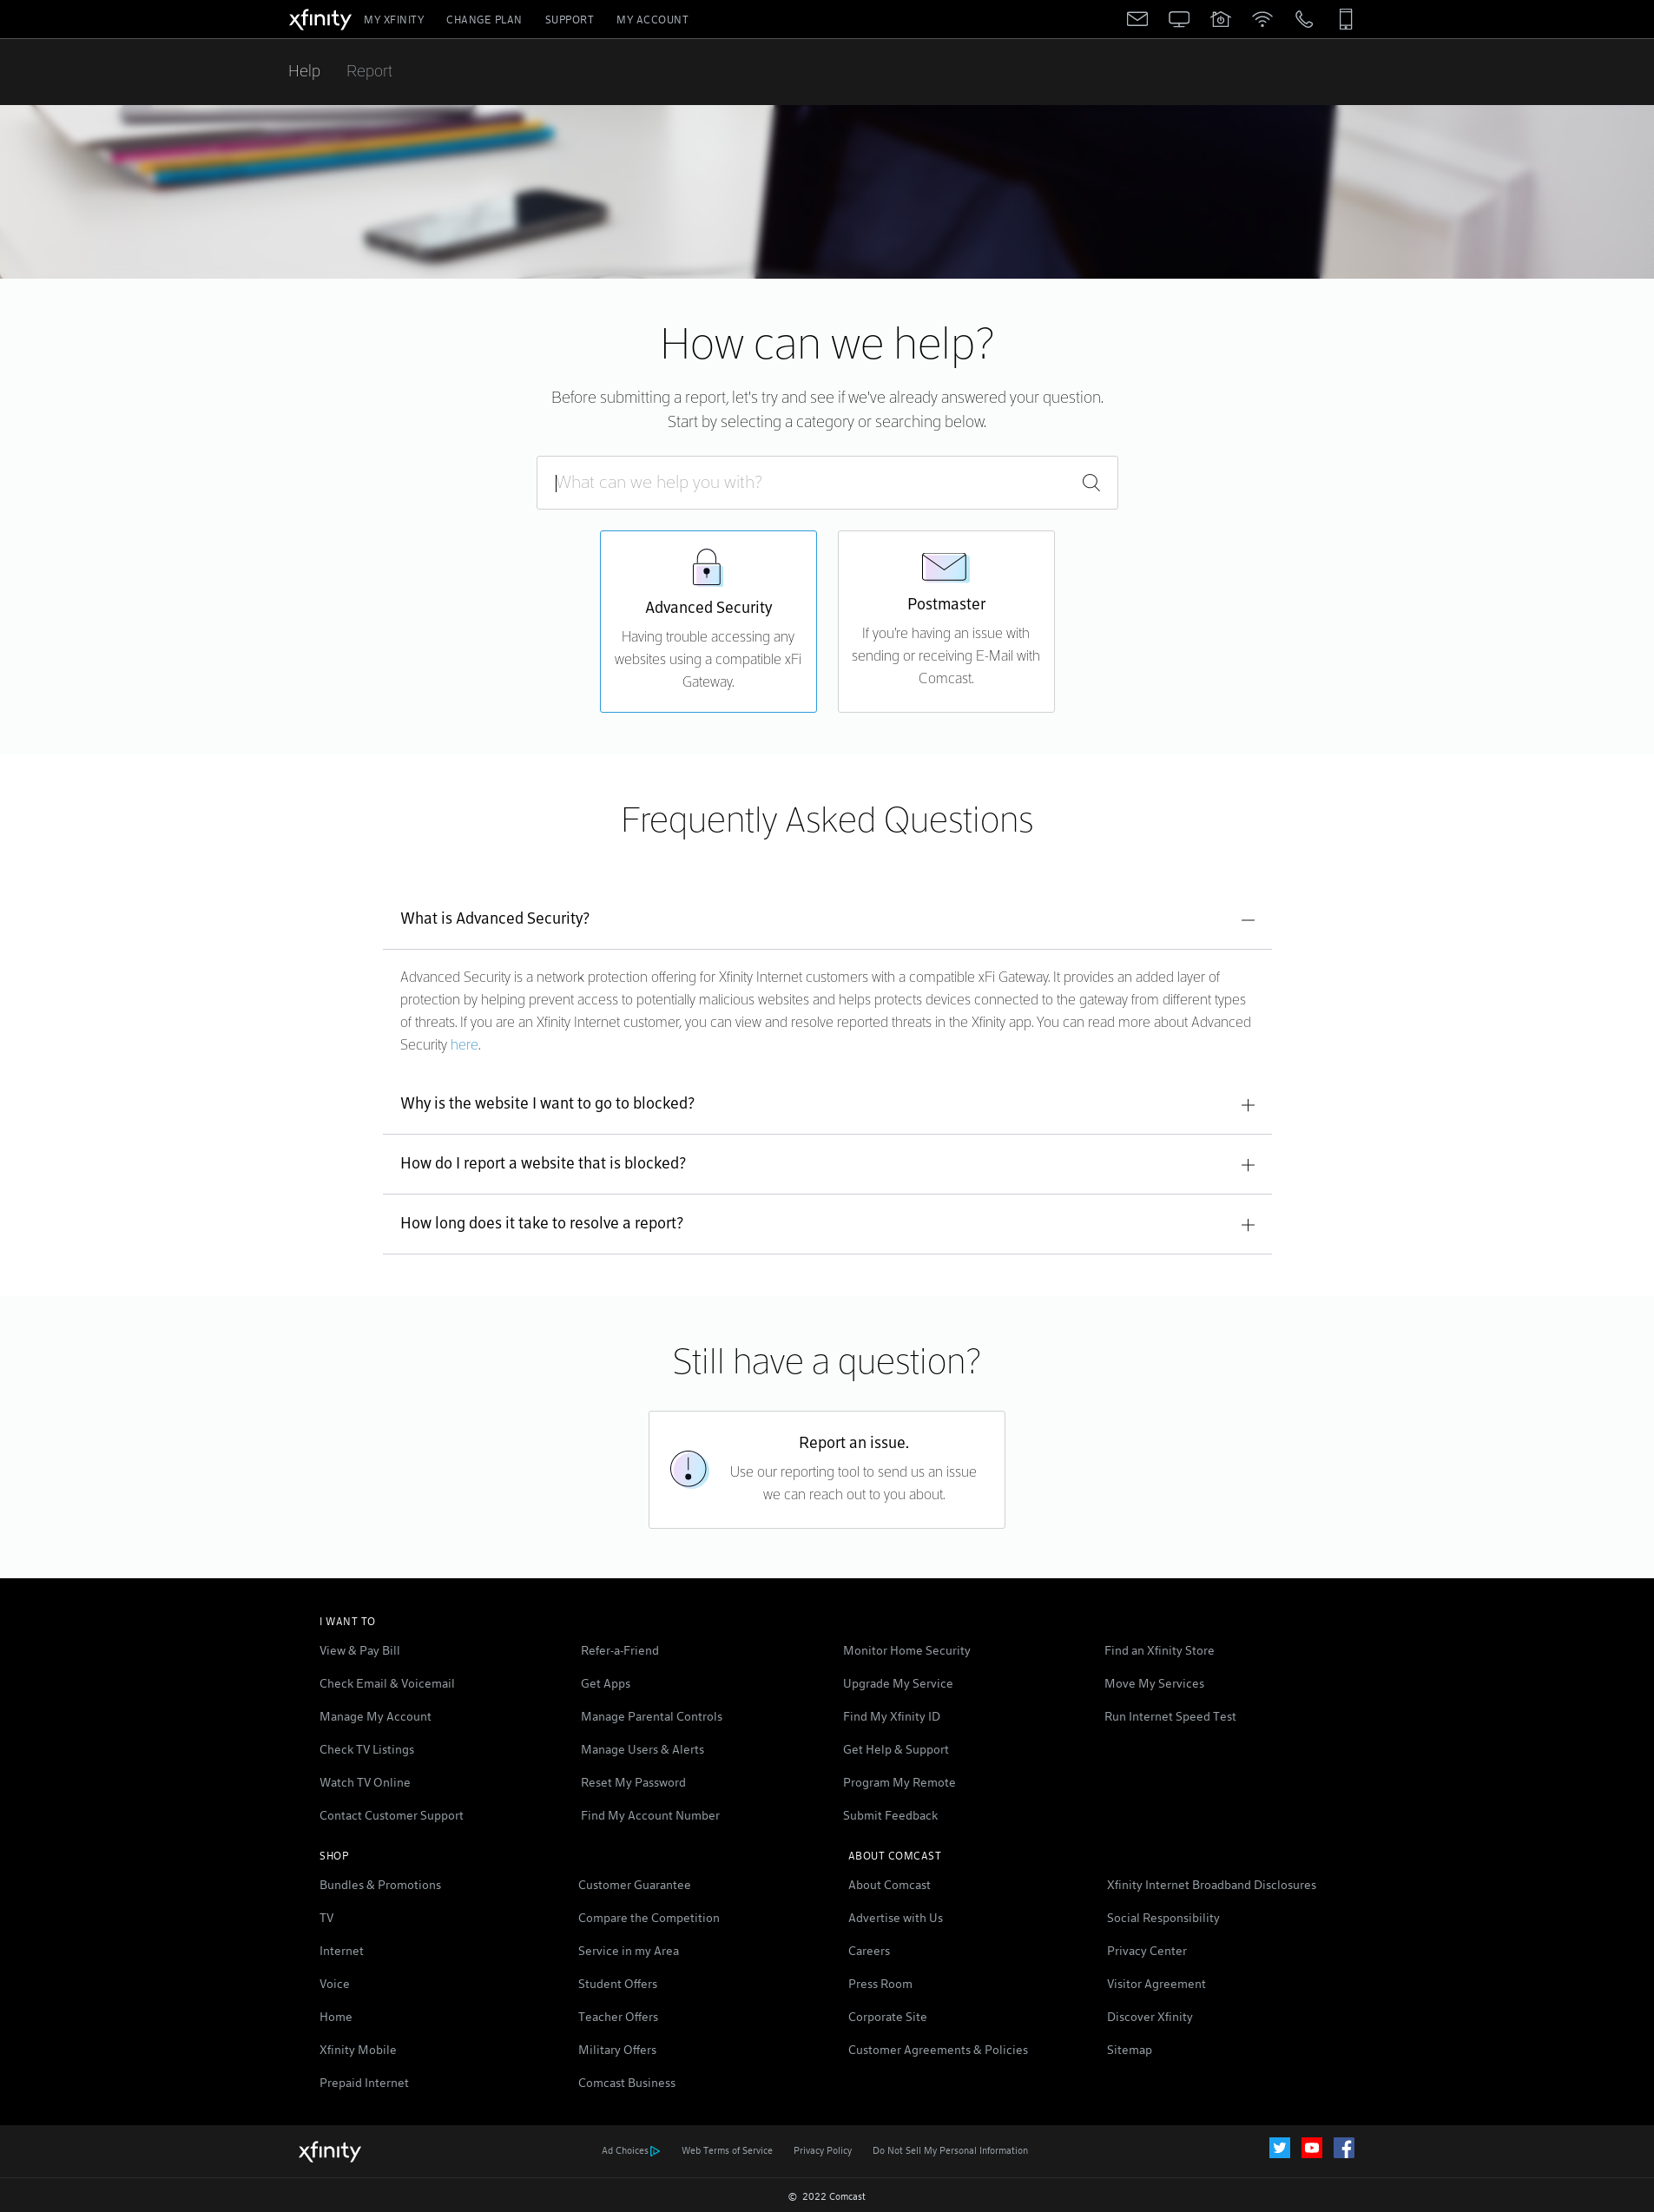 xfinity MY XFINITY CHANGE PLAN SUPPORT MY ACCOUNT
Help Report
How can we help?
Before submitting a report, let's try and see if we've already answered your question.
Start by selecting a category or searching below.
What can we help you with?
Advanced Security
Having trouble accessing any
websites using a compatible xFi
Gateway.
Postmaster
If you're having an issue with
sending or receiving E-Mail with
Comcast.
Frequently Asked Questions
What is Advanced Security?
Advanced Security is a network protection offering for Xfinity Internet customers with a compatible xFi Gateway. It provides an added layer of
protection by helping prevent access to potentially malicious websites and helps protects devices connected to the gateway from different types
of threats. If you are an Xfinity Internet customer, you can view and resolve reported threats in the Xfinity app. You can read more about Advanced
Security here.
Why is the website I want to go to blocked?
How do I report a website that is blocked?
How long does it take to resolve a report?
Still have a question?
Report an issue.
Use our reporting tool to send us an issue
we can reach out to you about.
I WANT TO
View & Pay Bill
Check Email & Voicemail
Manage My Account
Check TV Listings
Watch TV Online
Contact Customer Support
Refer-a-Friend
Get Apps
Manage Parental Controls
Manage Users & Alerts
Reset My Password
Find My Account Number
Monitor Home Security
Upgrade My Service
Find My Xfinity ID
Get Help & Support
Program My Remote
Submit Feedback
Find an Xfinity Store
Move My Services
Run Internet Speed Test
SHOP
Bundles & Promotions
TV
Internet
Voice
Home
Xfinity Mobile
Prepaid Internet
Customer Guarantee
Compare the Competition
Service in my Area
Student Offers
Teacher Offers
Military Offers
Comcast Business
ABOUT COMCAST
About Comcast
Advertise with Us
Careers
Press Room
Corporate Site
Customer Agreements & Policies
Xfinity Internet Broadband Disclosures
Social Responsibility
Privacy Center
Visitor Agreement
Discover Xfinity
Sitemap
xfinity Ad Choices Web Terms of Service Privacy Policy Do Not Sell My Personal Information
© 2022 Comcast